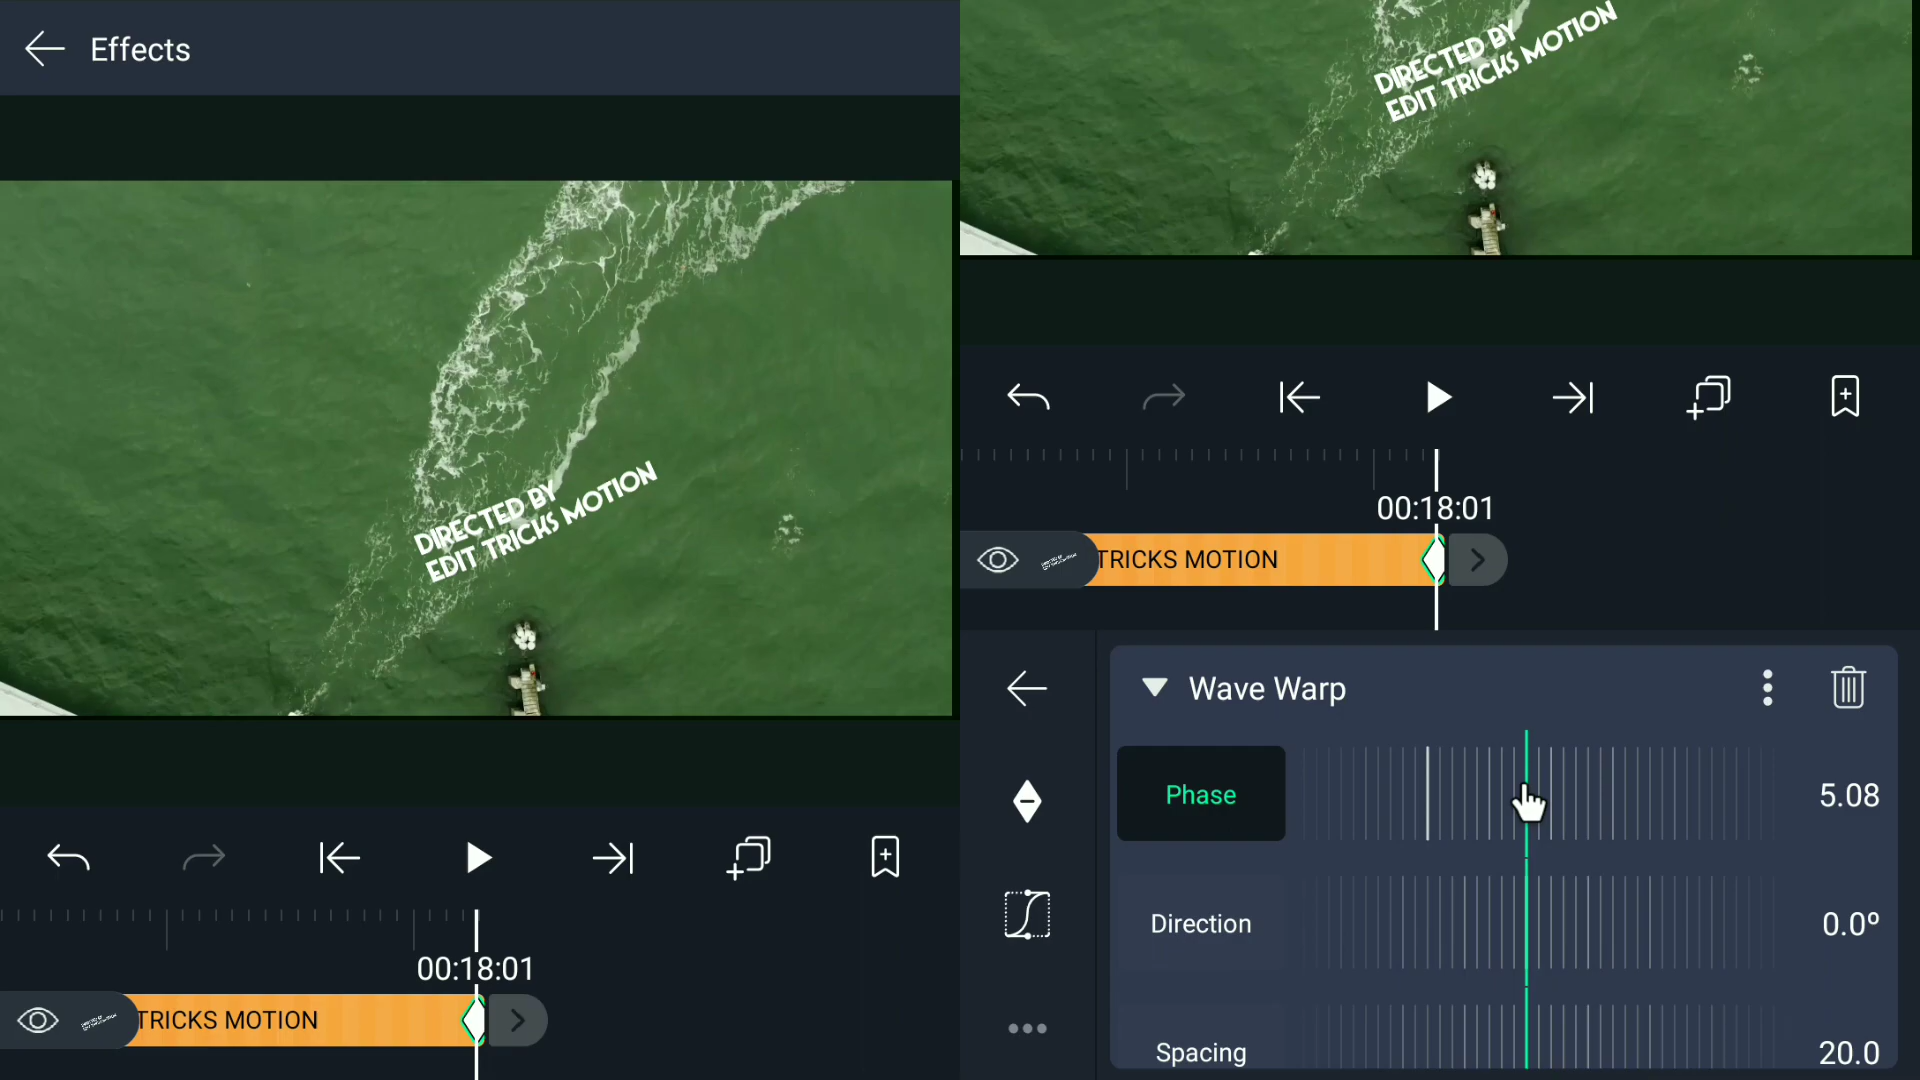 Effects
DIRECTED BY
EDIT TRICKS MOTION
00:18:01
TRICKS MOTION
DIRECTED BY
EDIT TRICKS MOTION
00:18:01
TRICKS MOTION
Wave Warp
Phase 5.08
Direction 0.0º
Spacing 20.0